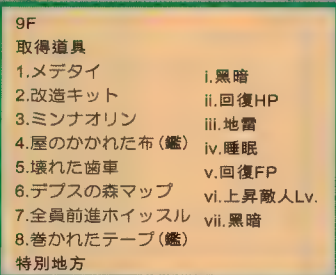 9F
取得道具
1.メデタイ
2.改造キット
3.ミンナオリン
4.屋のかかれた布(鑑)
5.壊れた歯車
6.デプスの森マップ
7.全員前進ホイッスル
8.巻かれたテープ(鑑)
i.黑暗
ii.回復HP
iii.地雷
iv.睡眠
v.回復FP
vi.上昇敵人Lv.
vii.黑暗
特別地方